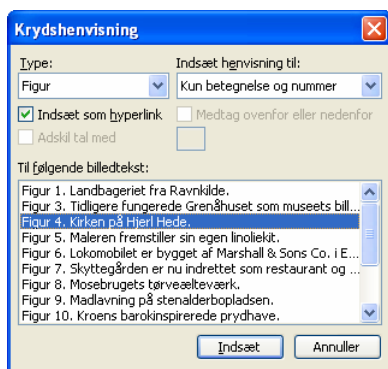 Krydshenvisning
Type:
Indsæt henvisning til:
Figur
Kun betegnelse og nummer
Indsæt som hyperlink
Medtag ovenfor eller nedenfor
Adskil tal med
Til følgende billedtekst:
Figur 1. Landbageriet fra Ravnkilde.
Figur 3. Tidligere fungerede Grenåhuset som museets bill...
Figur 4. Kirken på Hjerl Hede.
Figur 5. Maleren fremstiller sin egen linoliekit.
Figur 6. Lokomobilet er bygget af Marshall & Sons Co. i E...
Figur 7. Skyttegården er nu indrettet som restaurant og ...
Figur 8. Mosebrugets tørveælteværk.
Figur 9. Madlavning på stenalderbopladsen.
Figur 10. Kroens barokinspirerede prydhave.
Indsæt
Annuller